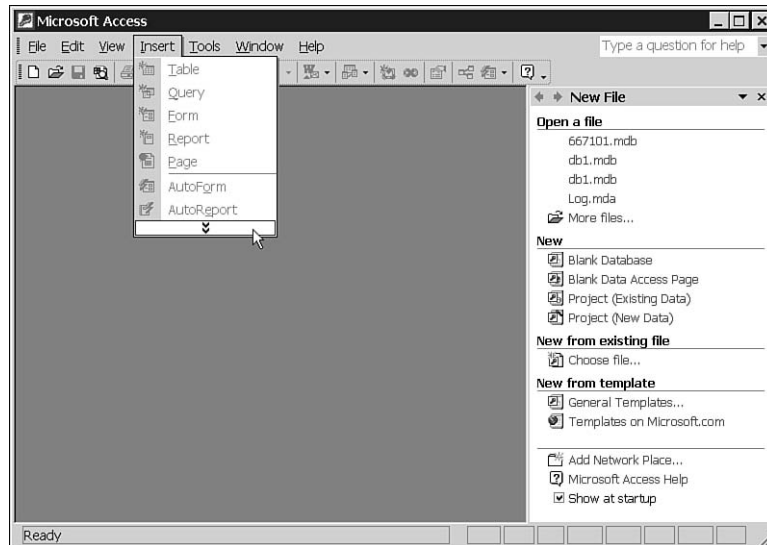 Microsoft Access
File Edit View Insert Tools Window Help
Type a question for help
Table
Query
Form
Report
Page
AutoForm
AutoReport
New File
Open a file
667101.mdb
db1.mdb
db1.mdb
Log.mda
More files...
New
Blank Database
Blank Data Access Page
Project (Existing Data)
Project (New Data)
New from existing file
Choose file...
New from template
General Templates...
Templates on Microsoft.com
Add Network Place...
Microsoft Access Help
Show at startup
Ready